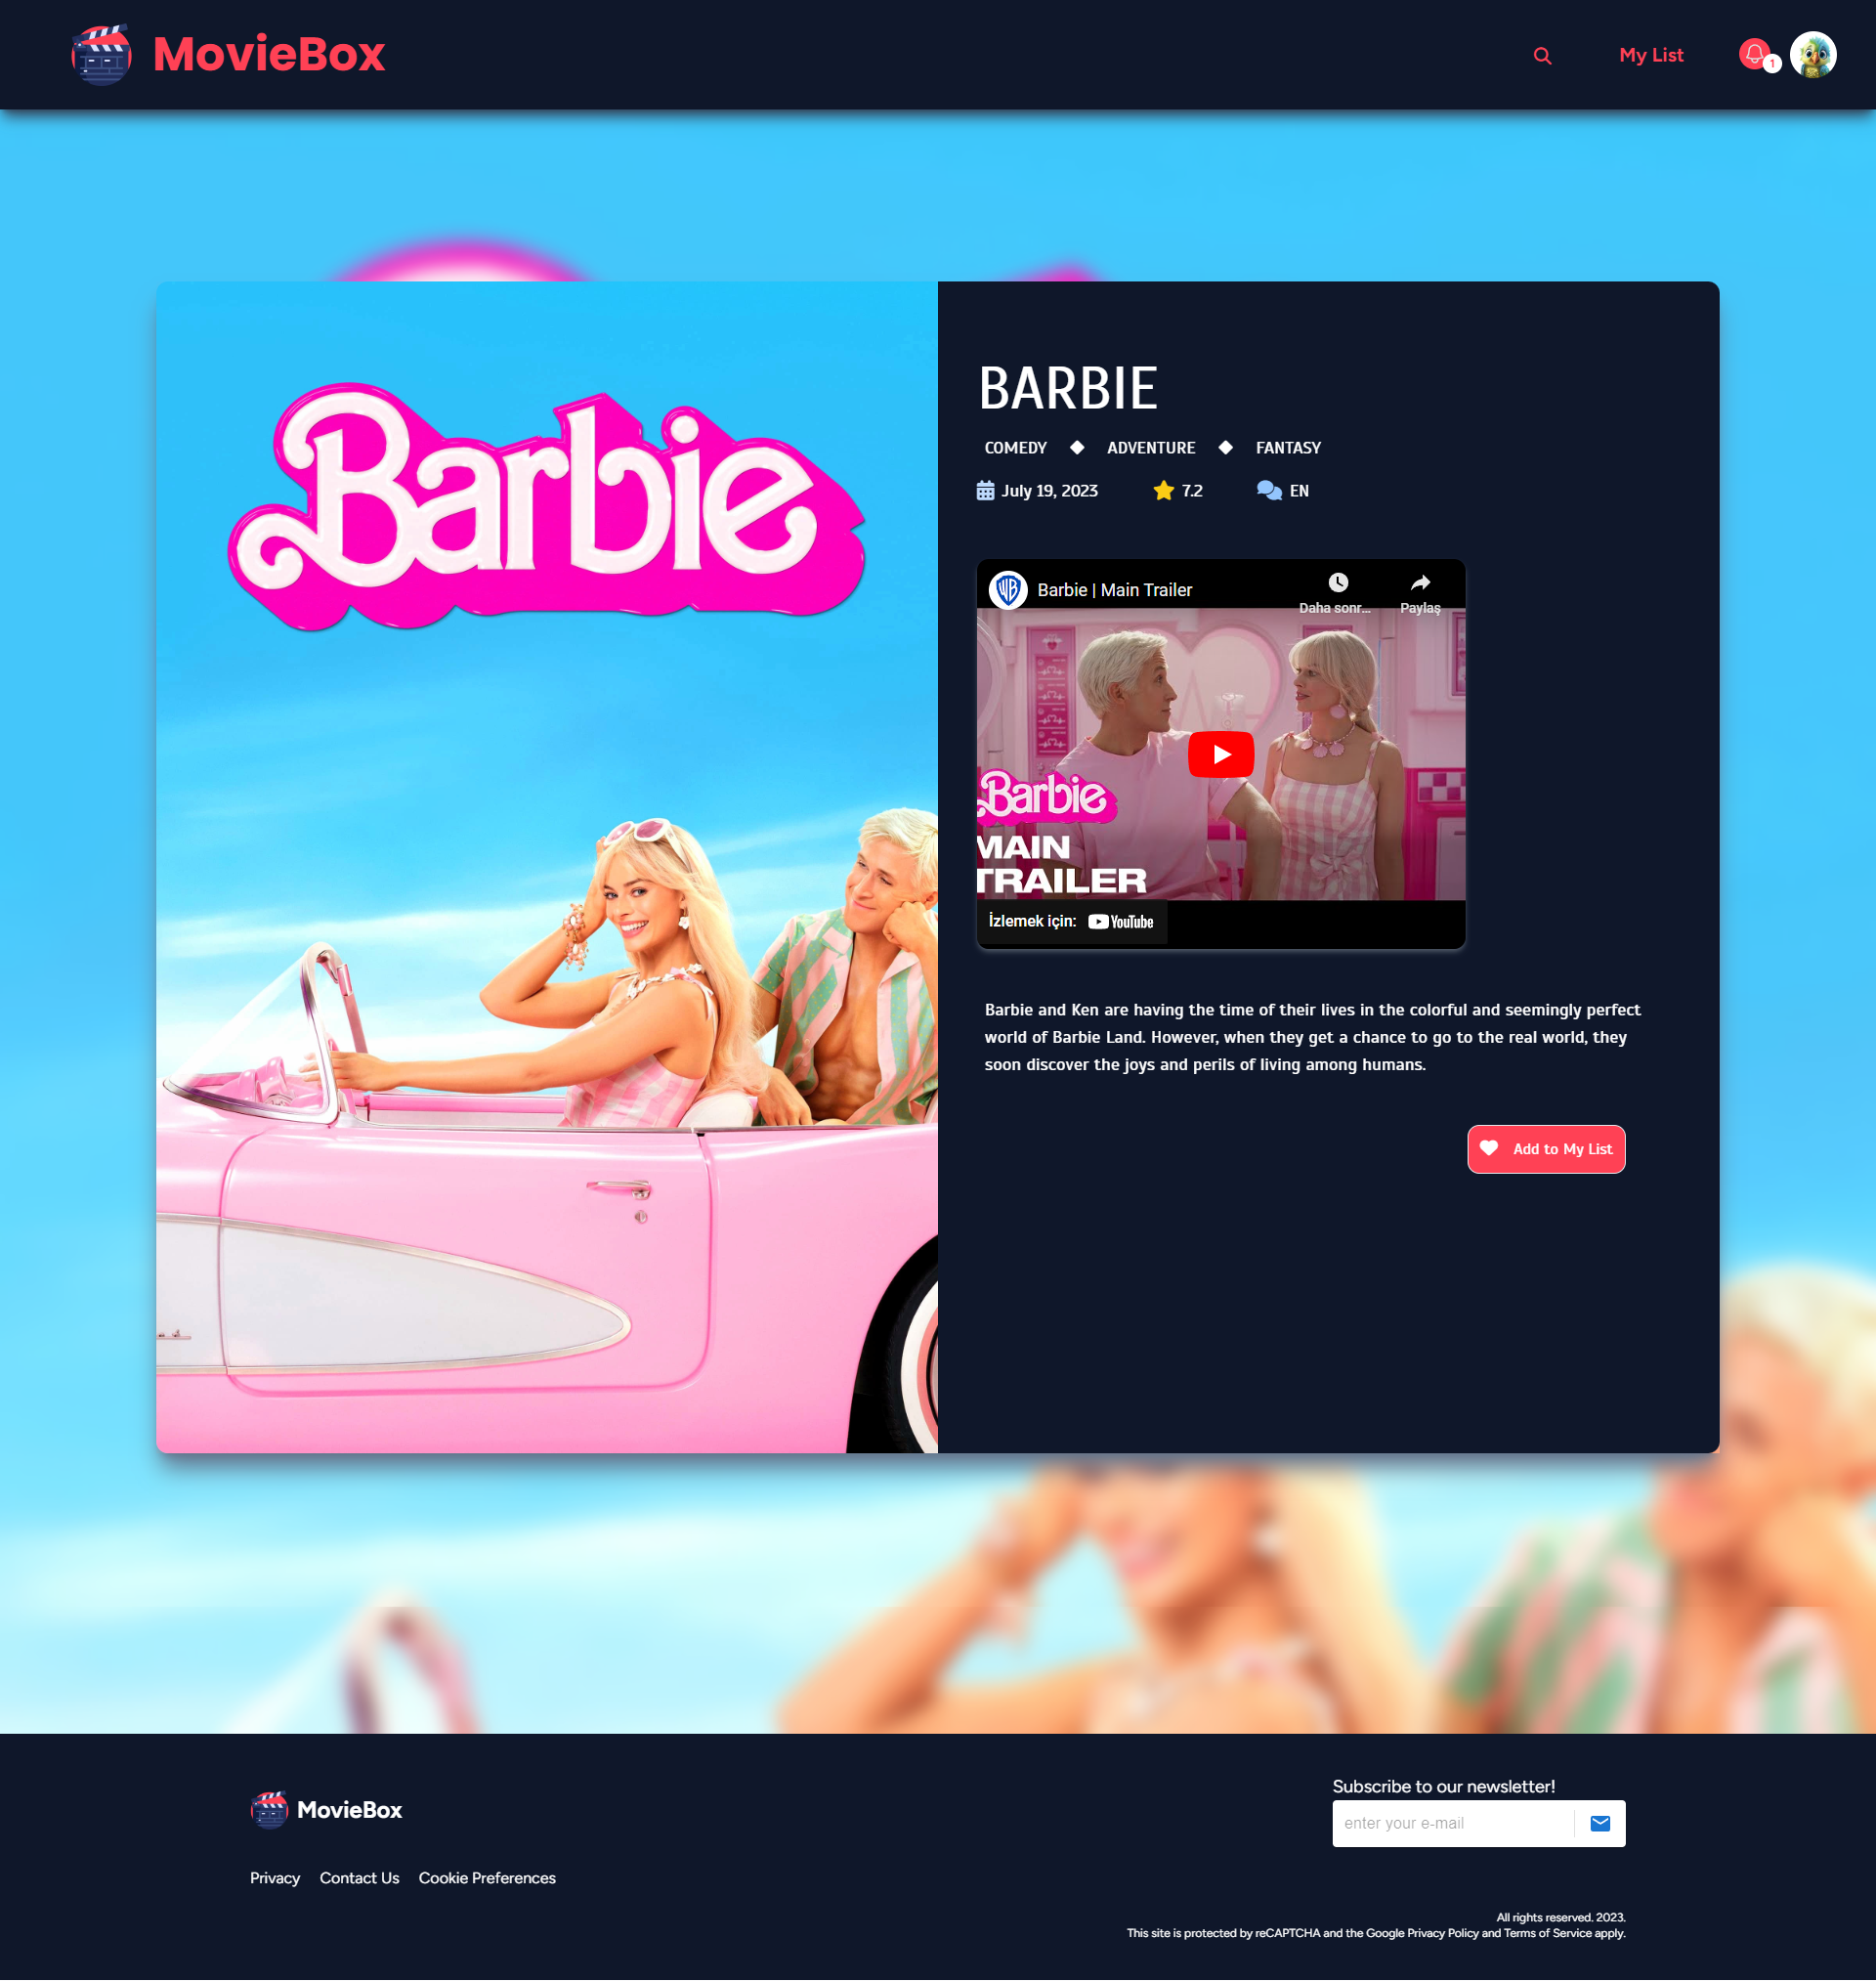 MovieBox
My List
1
Barbie
BARBIE
COMEDY ADVENTURE FANTASY
July 19, 2023 7.2 EN
Barbie | Main Trailer
Daha sonr...
Paylaş
Barbie
MAIN
TRAILER
İzlemek için: YouTube
Barbie and Ken are having the time of their lives in the colorful and seemingly perfect
world of Barbie Land. However, when they get a chance to go to the real world, they
soon discover the joys and perils of living among humans.
Add to My List
MovieBox
Subscribe to our newsletter!
enter your e-mail
Privacy Contact Us Cookie Preferences
All rights reserved. 2023.
This site is protected by reCAPTCHA and the Google Privacy Policy and Terms of Service apply.